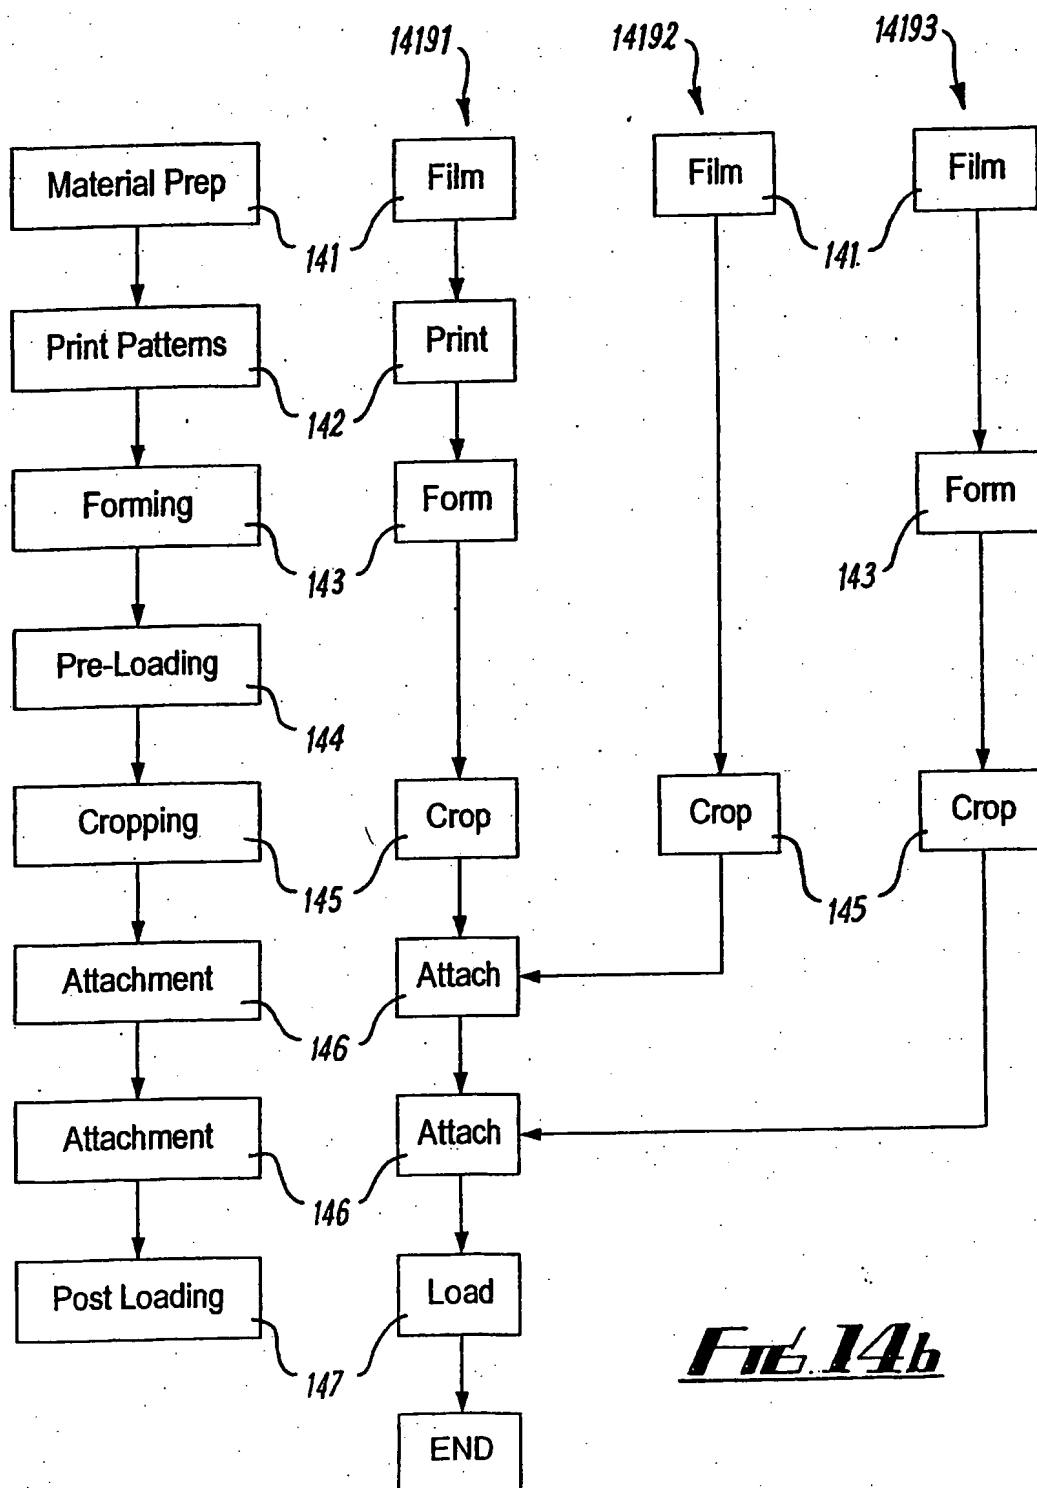 14191
14192
14193
Material Prep
Film
Film
Film
141
141
Print Patterns
Print
142
Forming
Form
Form
143
143
Pre-Loading
144
Cropping
Crop
Crop
Crop
145
145
Attachment
Attach
146
Attachment
Attach
146
Post Loading
Load
147
END
FIG. 14b